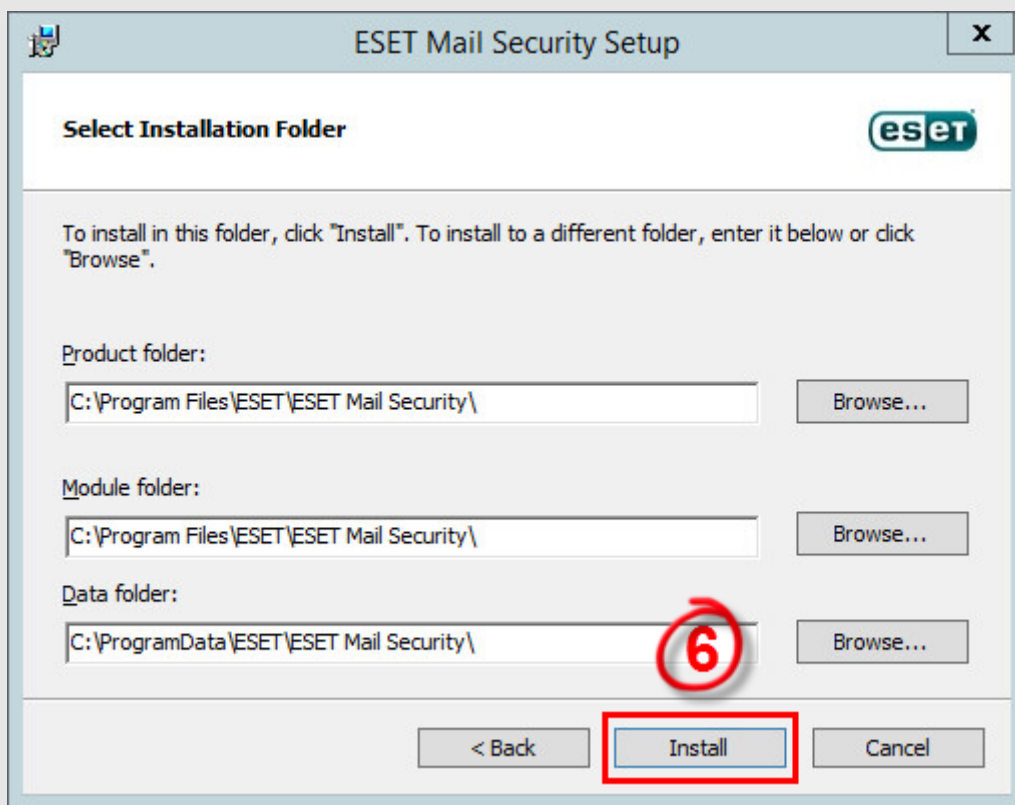 ESET Mail Security Setup
x
Select Installation Folder
eseT
To install in this folder, click "Install". To install to a different folder, enter it below or click
"Browse".
Product folder:
C:\Program Files\ESET\ESET Mail Security\
Browse...
Module folder:
C:\Program Files\ESET\ESET Mail Security\
Browse...
Data folder:
C:\ProgramData\ESET\ESET Mail Security\
Browse...
6
< Back
Install
Cancel